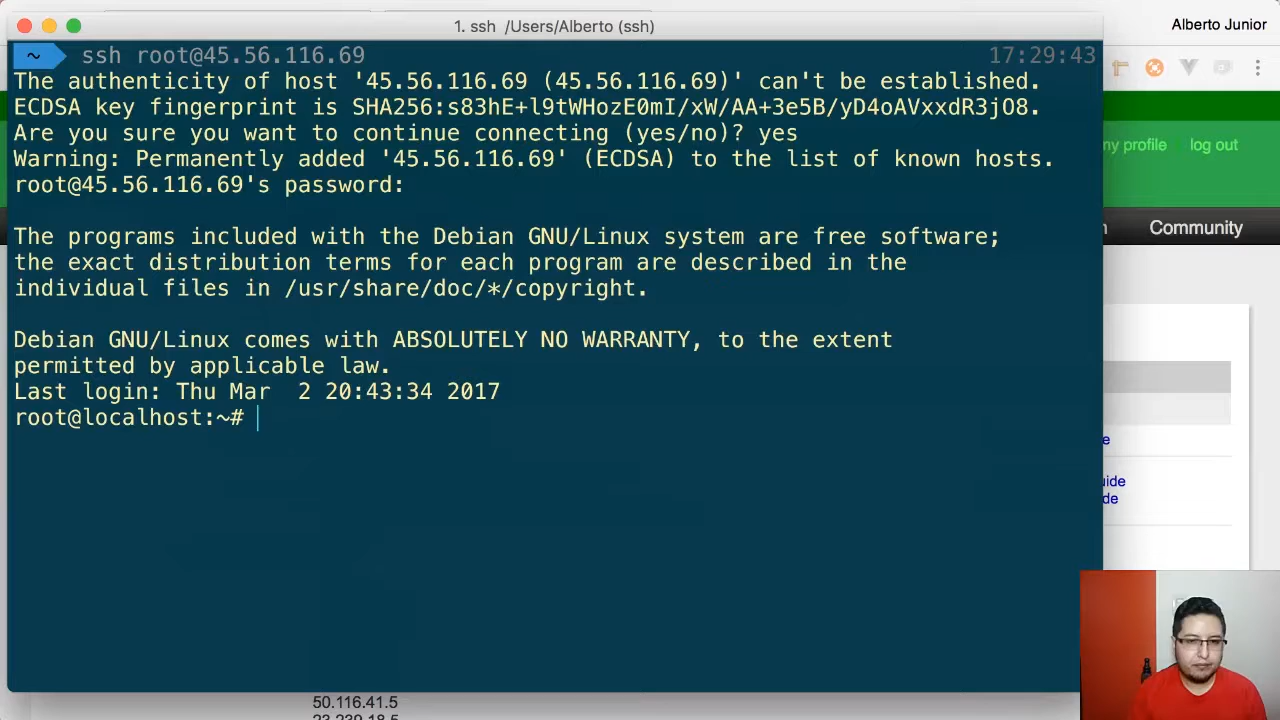 1. ssh /Users/Alberto (ssh)
Alberto Junior
~ ssh root@45.56.116.69 17:29:43
The authenticity of host '45.56.116.69 (45.56.116.69)' can't be established.
ECDSA key fingerprint is SHA256:s83hE+l9tWHozE0mI/xW/AA+3e5B/yD4oAVxxdR3jO8.
Are you sure you want to continue connecting (yes/no)? yes
Warning: Permanently added '45.56.116.69' (ECDSA) to the list of known hosts.
root@45.56.116.69's password:
The programs included with the Debian GNU/Linux system are free software;
the exact distribution terms for each program are described in the
individual files in /usr/share/doc/*/copyright.
Debian GNU/Linux comes with ABSOLUTELY NO WARRANTY, to the extent
permitted by applicable law.
Last login: Thu Mar  2 20:43:34 2017
root@localhost:~#
my profile log out
Community
50.116.41.5